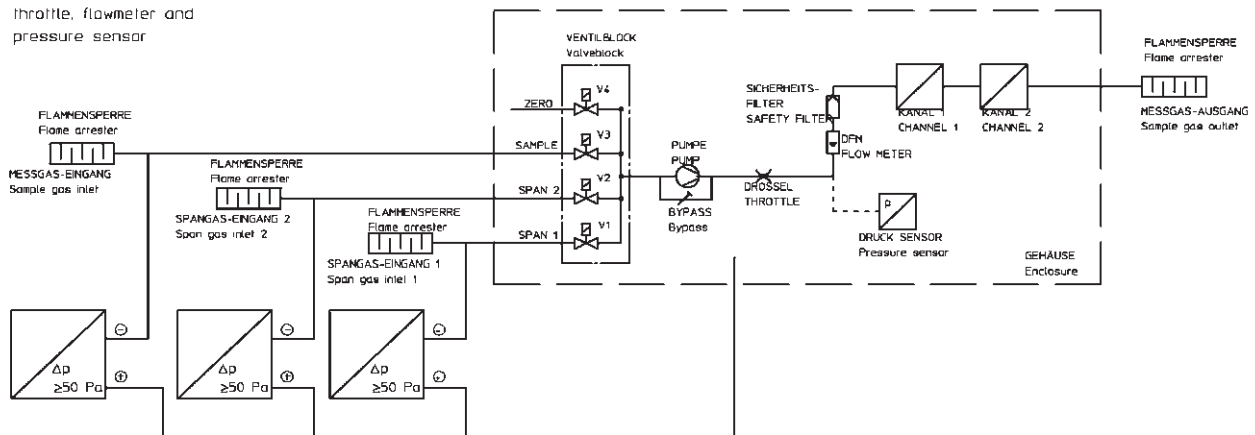 throttle, flowmeter and
pressure sensor
VENTILBLOCK
Valveblock
V4
ZERO
V3
SAMPLE
V2
SPAN 2
V1
SPAN 1
FLAMMENSPERRE
Flame arrester
MESSGAS-EINGANG
Sample gas inlet
FLAMMENSPERRE
Flame arrester
SPANGAS-EINGANG 2
Span gas inlet 2
FLAMMENSPERRE
Flame arrester
SPANGAS-EINGANG 1
Span gas inlet 1
PUMPE
PUMP
BYPASS
Bypass
DROSSEL
THROTTLE
SICHERHEITS-
FILTER
SAFETY FILTER
DFM
FLOW METER
KANAL 1
CHANNEL 1
KANAL 2
CHANNEL 2
P
DRUCK SENSOR
Pressure sensor
GEHÄUSE
Enclosure
FLAMMENSPERRE
Flame arrester
MESSGAS-AUSGANG
Sample gas outlet
Δp
≥50 Pa
Δp
≥50 Pa
Δp
≥50 Pa